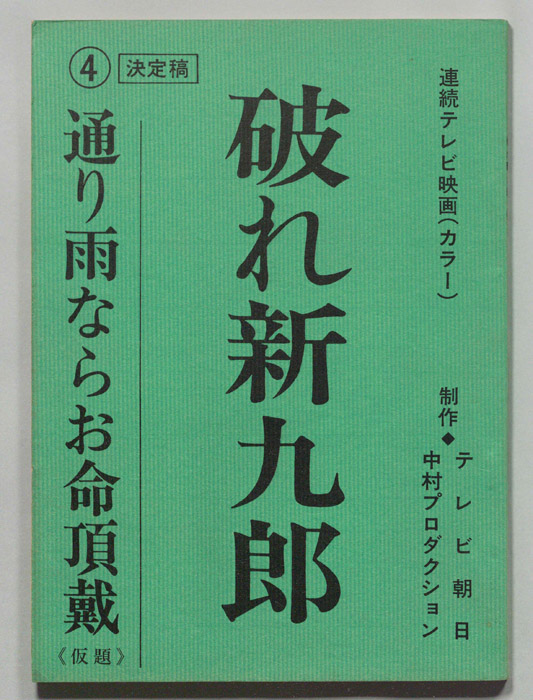 連続テレビ映画(カラー)
制作◆テレビ朝日
中村プロダクション
破れ新九郎
④ 決定稿
通り雨ならお命頂戴
《仮題》